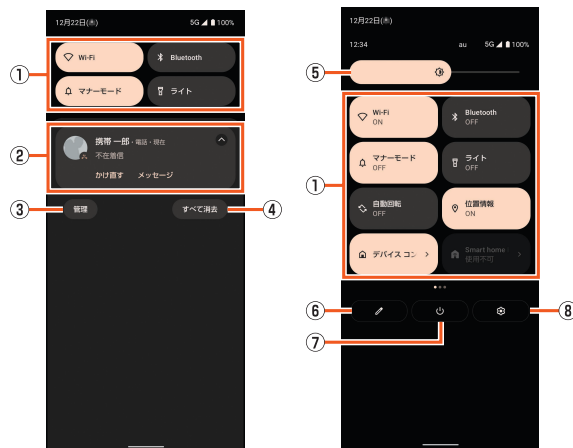 12月22日(木) 5G 100%
① Wi-Fi Bluetooth
マナーモード ライト
② 携帯 一郎・電話・現在
不在着信
かけ直す メッセージ
③ 管理 すべて消去 ④
12月22日(木)
12:34 au 5G 100%
⑤
① Wi-Fi ON Bluetooth OFF
マナーモード OFF ライト OFF
自動回転 OFF 位置情報 ON
デバイス コン Smart home 使用不可
⑥ ⑦ ⑧